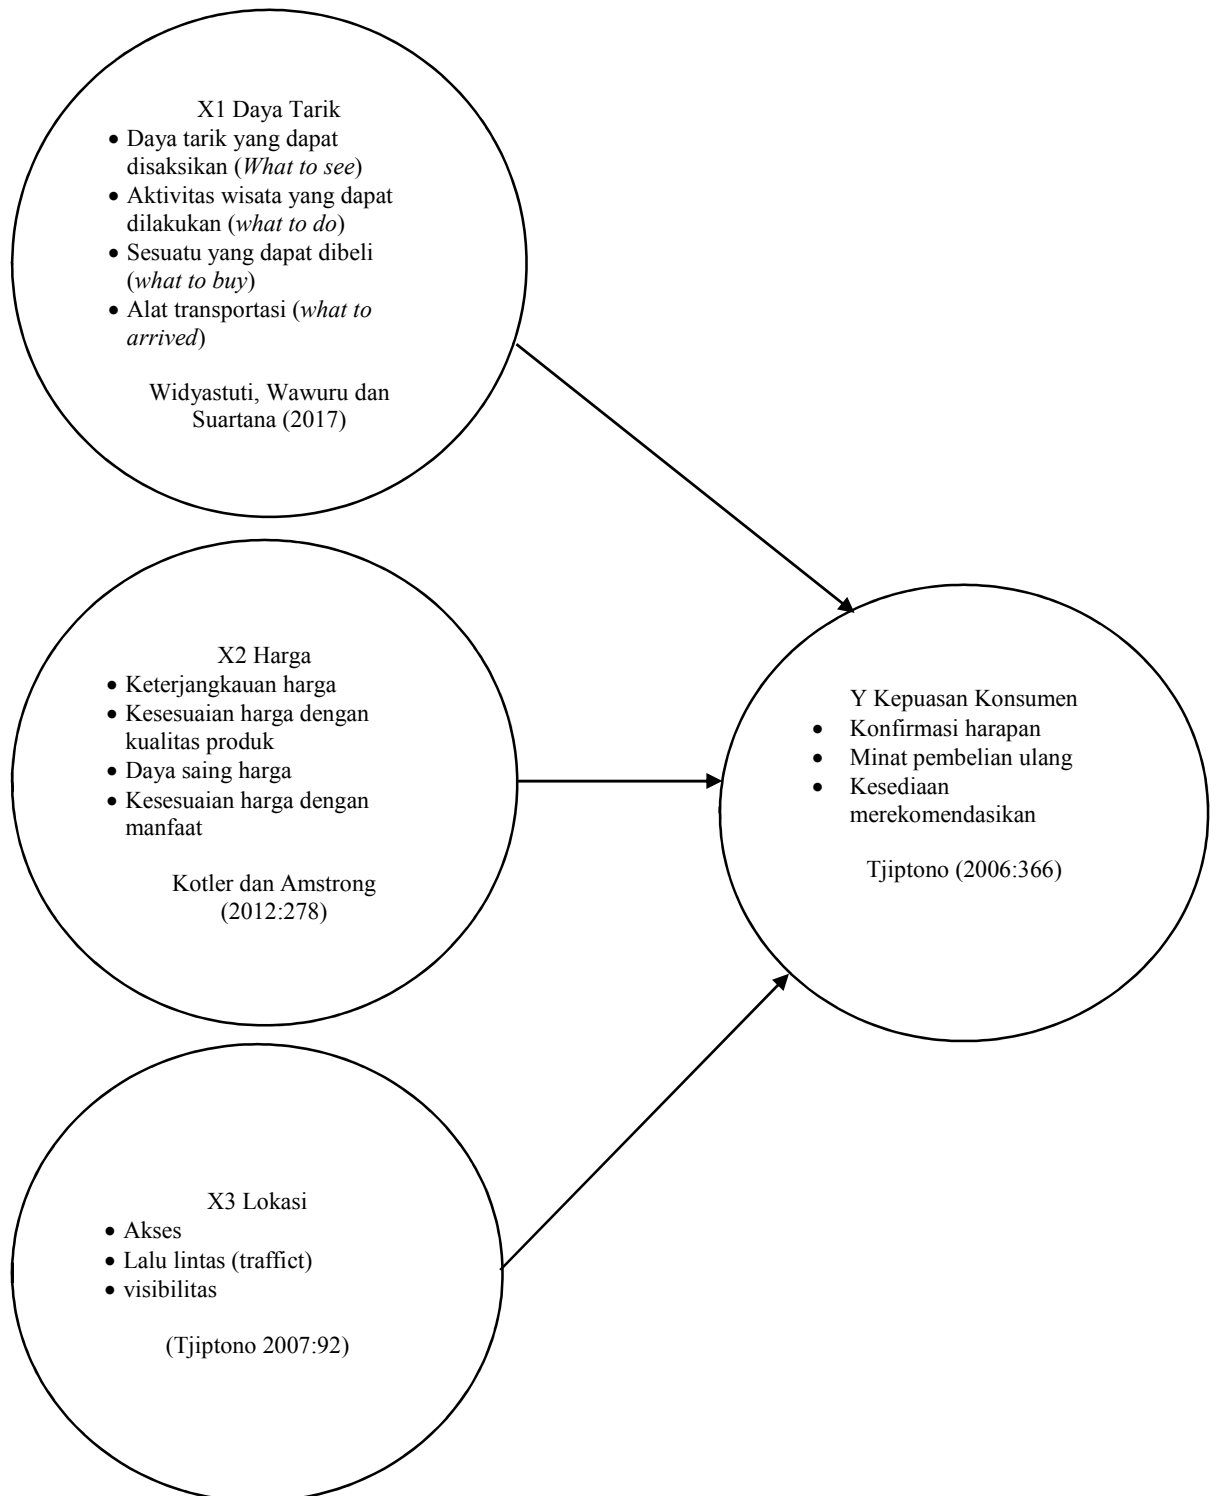 X1 Daya Tarik
• Daya tarik yang dapat
disaksikan (What to see)
• Aktivitas wisata yang dapat
dilakukan (what to do)
• Sesuatu yang dapat dibeli
(what to buy)
• Alat transportasi (what to
arrived)
Widyastuti, Wawuru dan
Suartana (2017)
X2 Harga
• Keterjangkauan harga
• Kesesuaian harga dengan
kualitas produk
• Daya saing harga
• Kesesuaian harga dengan
manfaat
Kotler dan Amstrong
(2012:278)
X3 Lokasi
• Akses
• Lalu lintas (traffict)
• visibilitas
(Tjiptono 2007:92)
Y Kepuasan Konsumen
• Konfirmasi harapan
• Minat pembelian ulang
• Kesediaan
merekomendasikan
Tjiptono (2006:366)